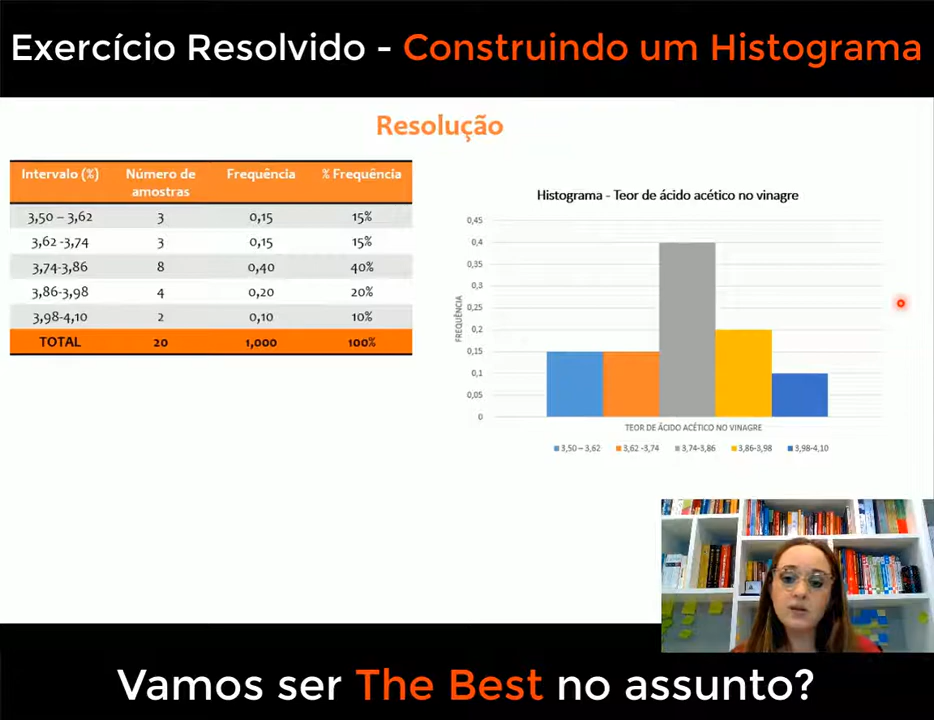 Exercício Resolvido - Construindo um Histograma
Resolução
Intervalo (%) Número de amostras Frequência % Frequência
3,50 – 3,62 3 0,15 15%
3,62 -3,74 3 0,15 15%
3,74-3,86 8 0,40 40%
3,86-3,98 4 0,20 20%
3,98-4,10 2 0,10 10%
TOTAL 20 1,000 100%
Histograma - Teor de ácido acético no vinagre
FREQUÊNCIA
0,45
0,4
0,35
0,3
0,25
0,2
0,15
0,1
0,05
0
TEOR DE ÁCIDO ACÉTICO NO VINAGRE
3,50 – 3,62 3,62 -3,74 3,74-3,86 3,86-3,98 3,98-4,10
Vamos ser The Best no assunto?